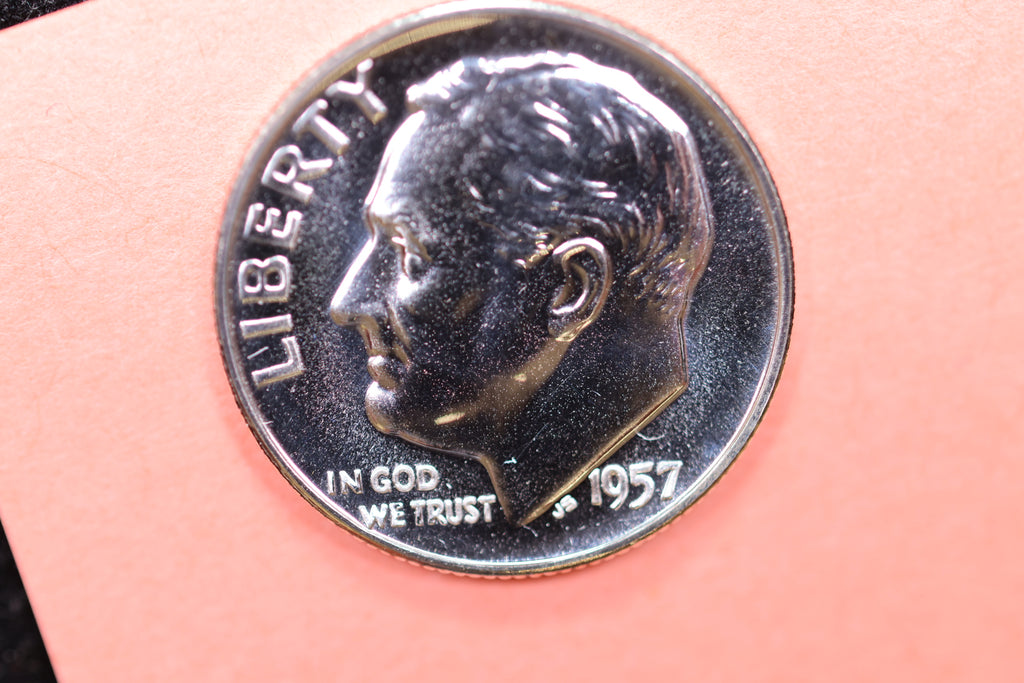 LIBERTY
IN GOD
WE TRUST
JS
1957